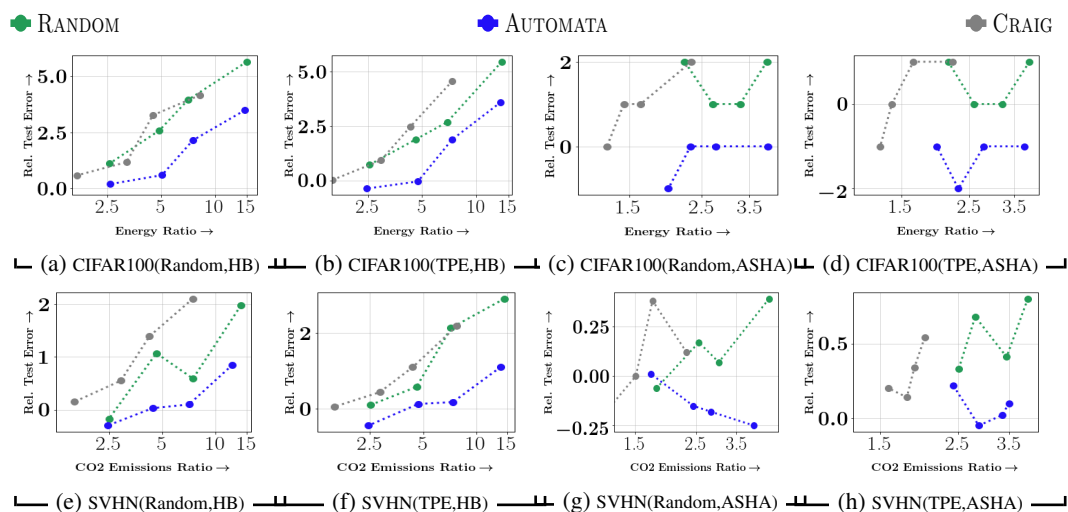 RANDOM AUTOMATA CRAIG
Rel. Test Error →
5.0
2.5
0.0
2.5 5 10 15
Energy Ratio →
(a) CIFAR100(Random,HB)
Rel. Test Error →
5.0
2.5
0.0
2.5 5 10 15
Energy Ratio →
(b) CIFAR100(TPE,HB)
Rel. Test Error →
2
0
1.5 2.5 3.5
Energy Ratio →
(c) CIFAR100(Random,ASHA)
Rel. Test Error →
0
−2
1.5 2.5 3.5
Energy Ratio →
(d) CIFAR100(TPE,ASHA)
Rel. Test Error →
2
1
0
2.5 5 10 15
CO2 Emissions Ratio →
(e) SVHN(Random,HB)
Rel. Test Error →
2
0
2.5 5 10 15
CO2 Emissions Ratio →
(f) SVHN(TPE,HB)
Rel. Test Error →
0.25
0.00
−0.25
1.5 2.5 3.5
CO2 Emissions Ratio →
(g) SVHN(Random,ASHA)
Rel. Test Error →
0.5
0.0
1.5 2.5 3.5
CO2 Emissions Ratio →
(h) SVHN(TPE,ASHA)